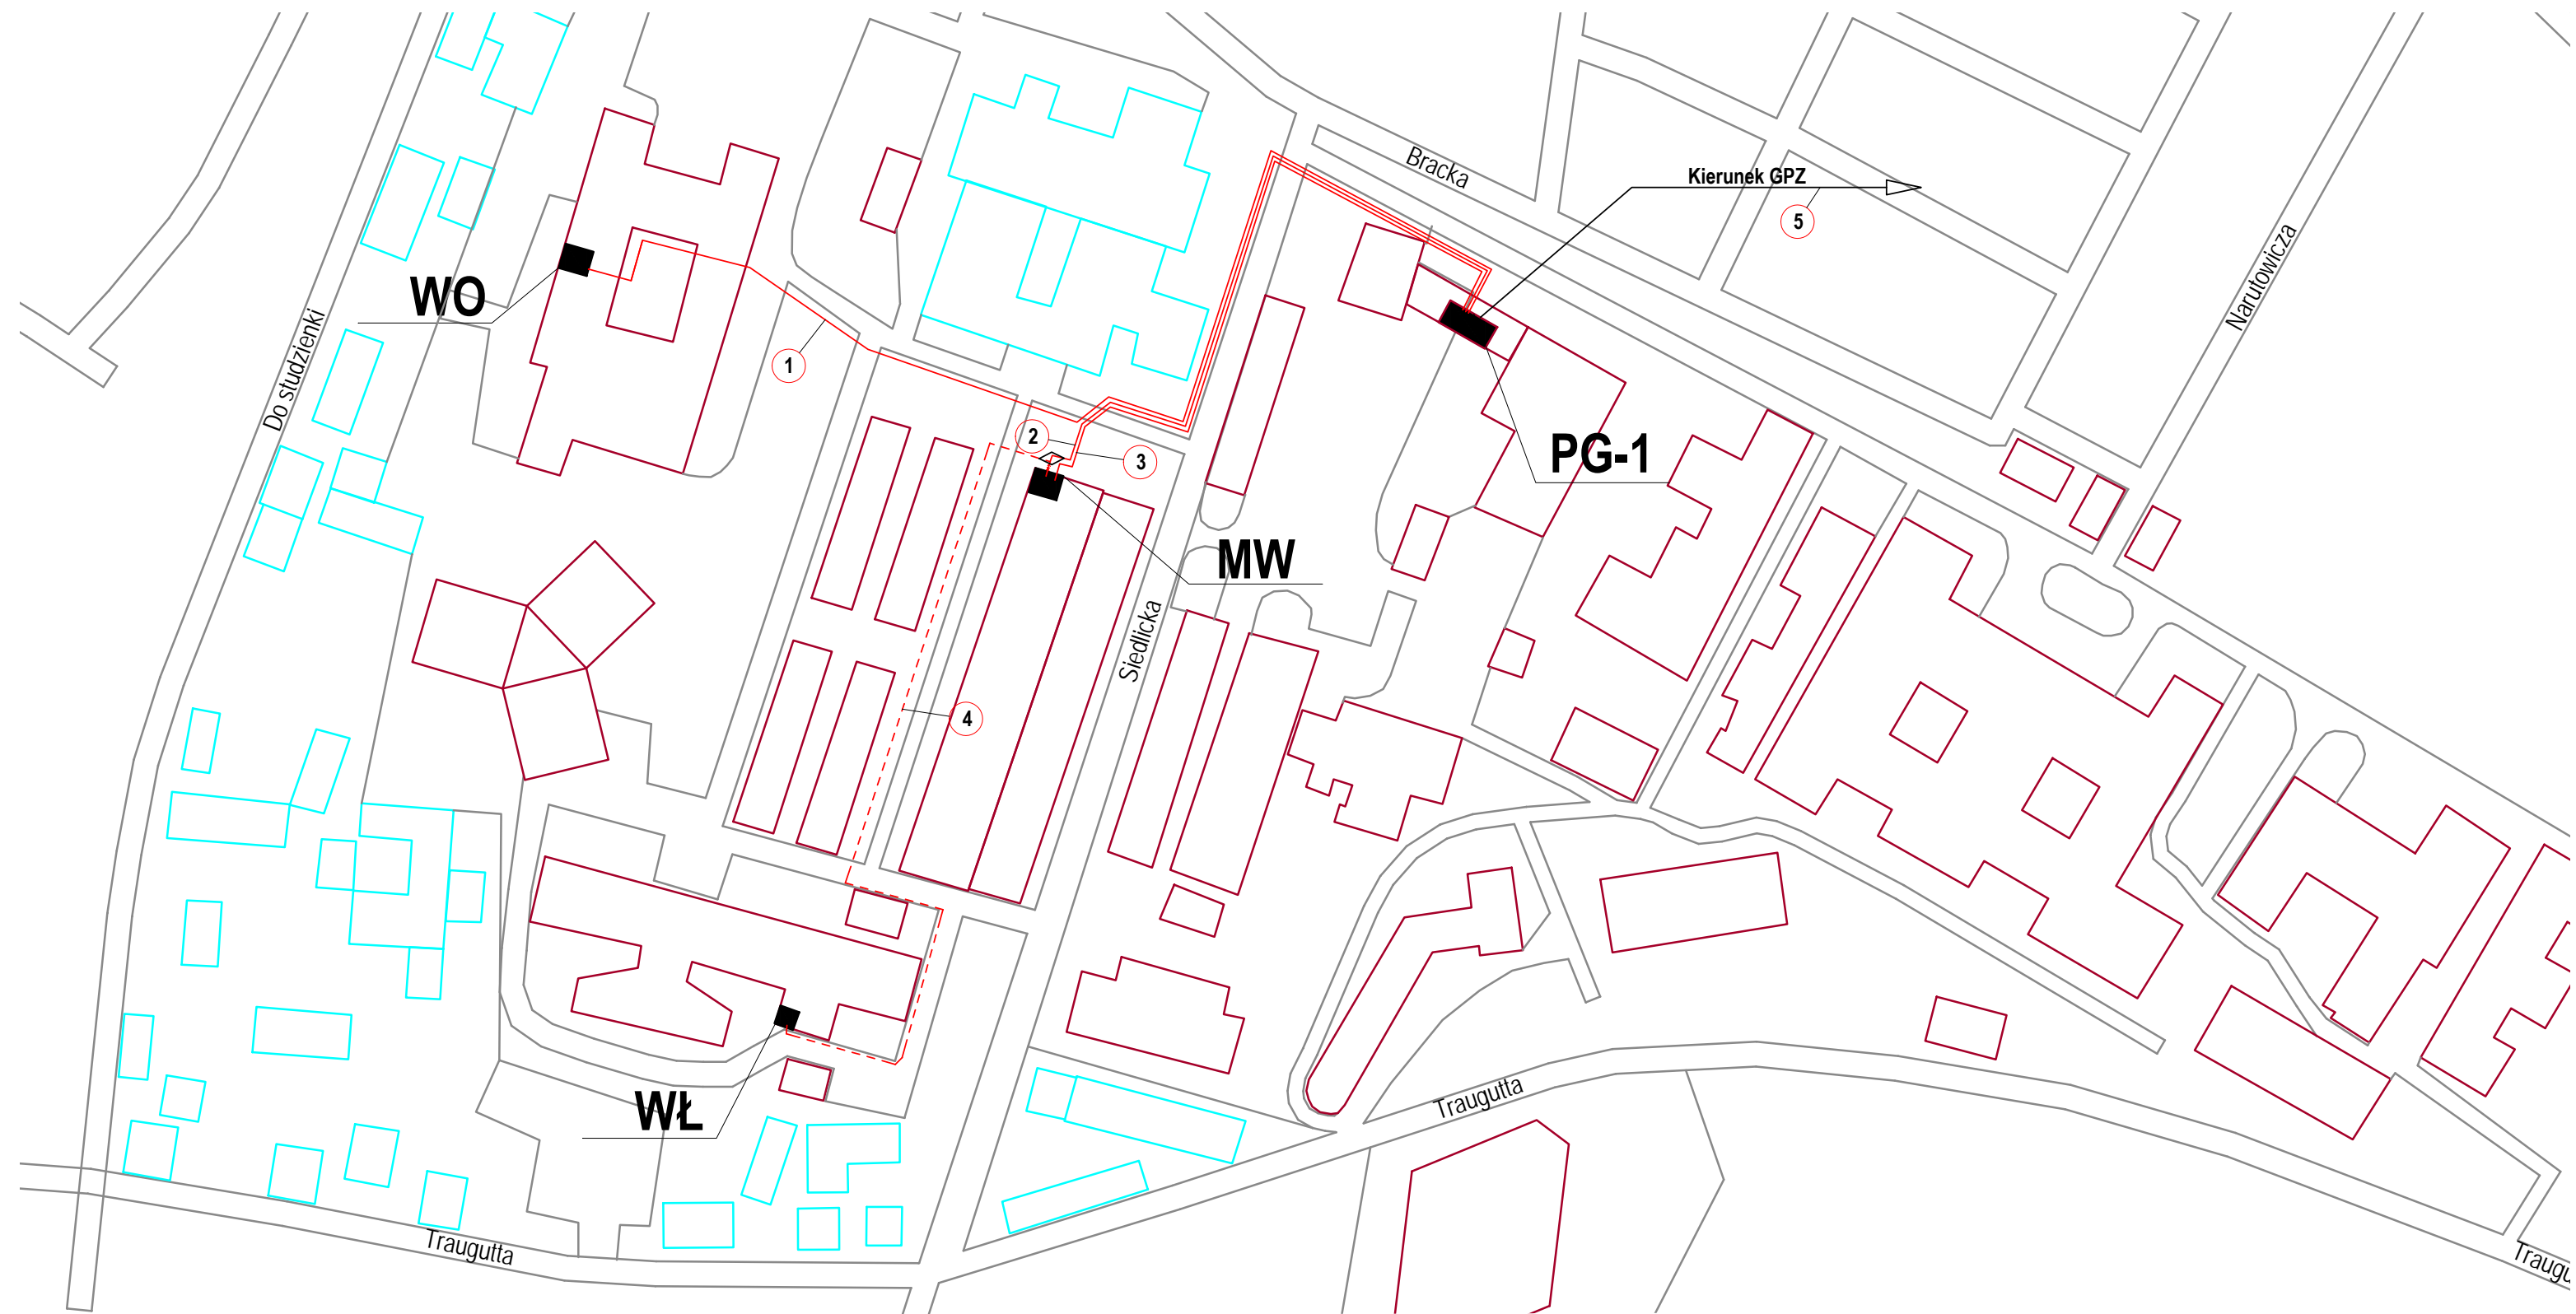 Bracka
Kierunek GPZ
5
Narutowicza
WO
Do studzienki
1
2
3
PG-1
MW
Siedlicka
4
WŁ
Traugutta
Traugutta
Traugu